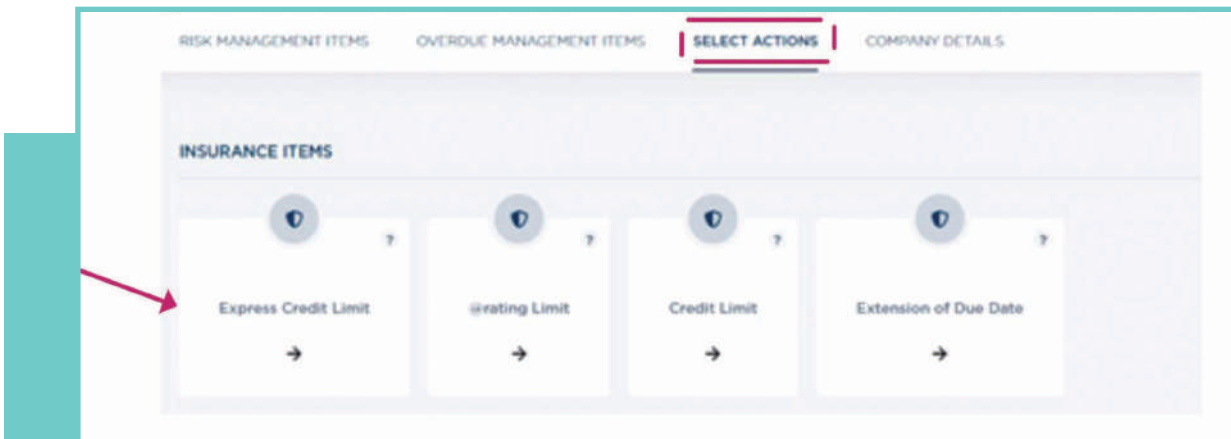 RISK MANAGEMENT ITEMS OVERDUE MANAGEMENT ITEMS SELECT ACTIONS COMPANY DETAILS
INSURANCE ITEMS
? ? ? ?
Express Credit Limit @rating Limit Credit Limit Extension of Due Date